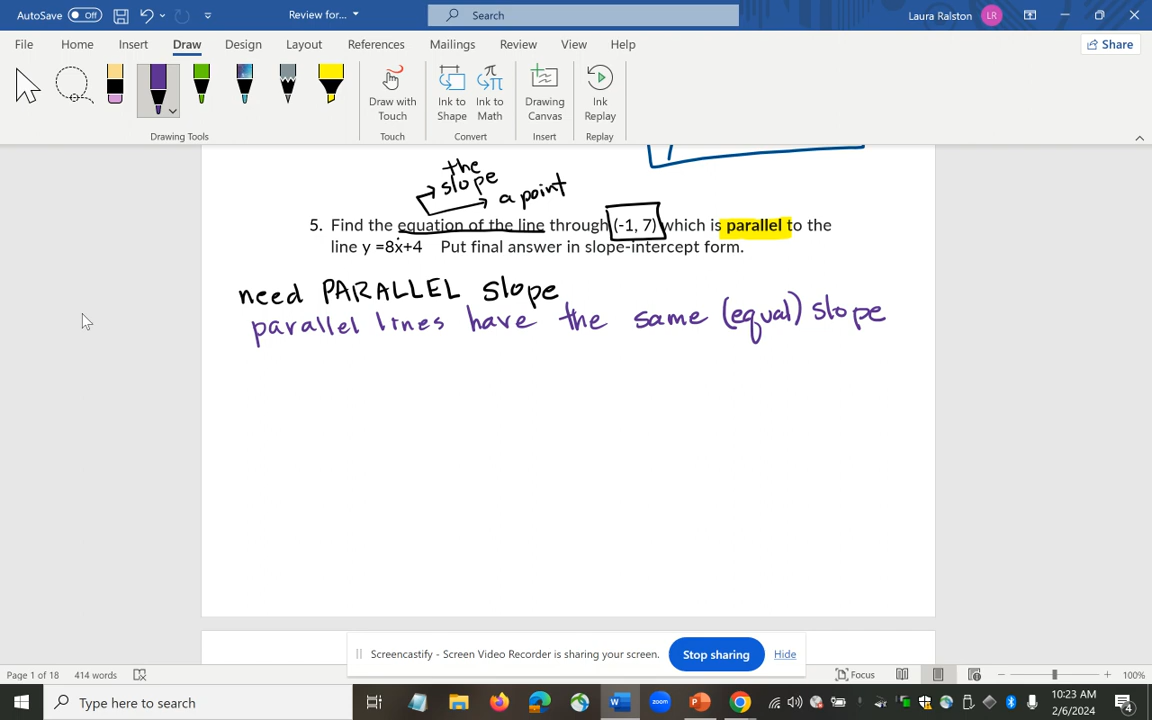 AutoSave Off Review for... Search Laura Ralston LR
File Home Insert Draw Design Layout References Mailings Review View Help Share
Draw with Touch
Ink to Shape
Ink to Math
Drawing Canvas
Ink Replay
Drawing Tools Touch Convert Insert Replay
the
slope
a point
5. Find the equation of the line through (-1, 7) which is parallel to the
line y =8x+4 Put final answer in slope-intercept form.
need PARALLEL slope
parallel lines have the same (equal) slope
Screencastify - Screen Video Recorder is sharing your screen. Stop sharing Hide
Page 1 of 18 414 words Focus 100%
Type here to search zoom 10:23 AM
2/6/2024 4